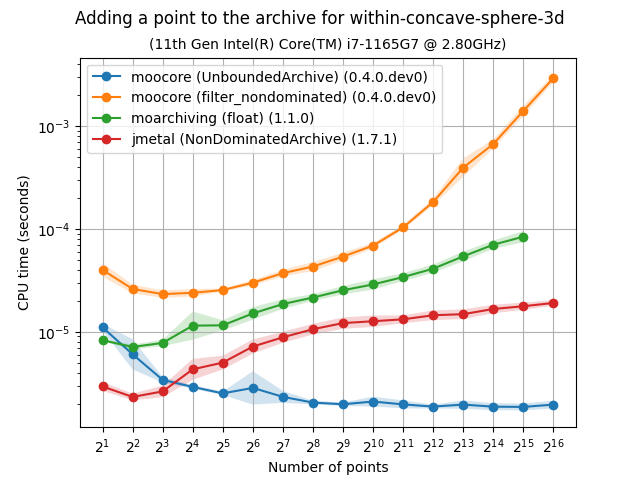 Adding a point to the archive for within-concave-sphere-3d
(11th Gen Intel(R) Core(TM) i7-1165G7 @ 2.80GHz)
moocore (UnboundedArchive) (0.4.0.dev0)
moocore (filter_nondominated) (0.4.0.dev0)
moarchiving (float) (1.1.0)
jmetal (NonDominatedArchive) (1.7.1)
CPU time (seconds)
10⁻³
10⁻⁴
10⁻⁵
2¹ 2² 2³ 2⁴ 2⁵ 2⁶ 2⁷ 2⁸ 2⁹ 2¹⁰ 2¹¹ 2¹² 2¹³ 2¹⁴ 2¹⁵ 2¹⁶
Number of points